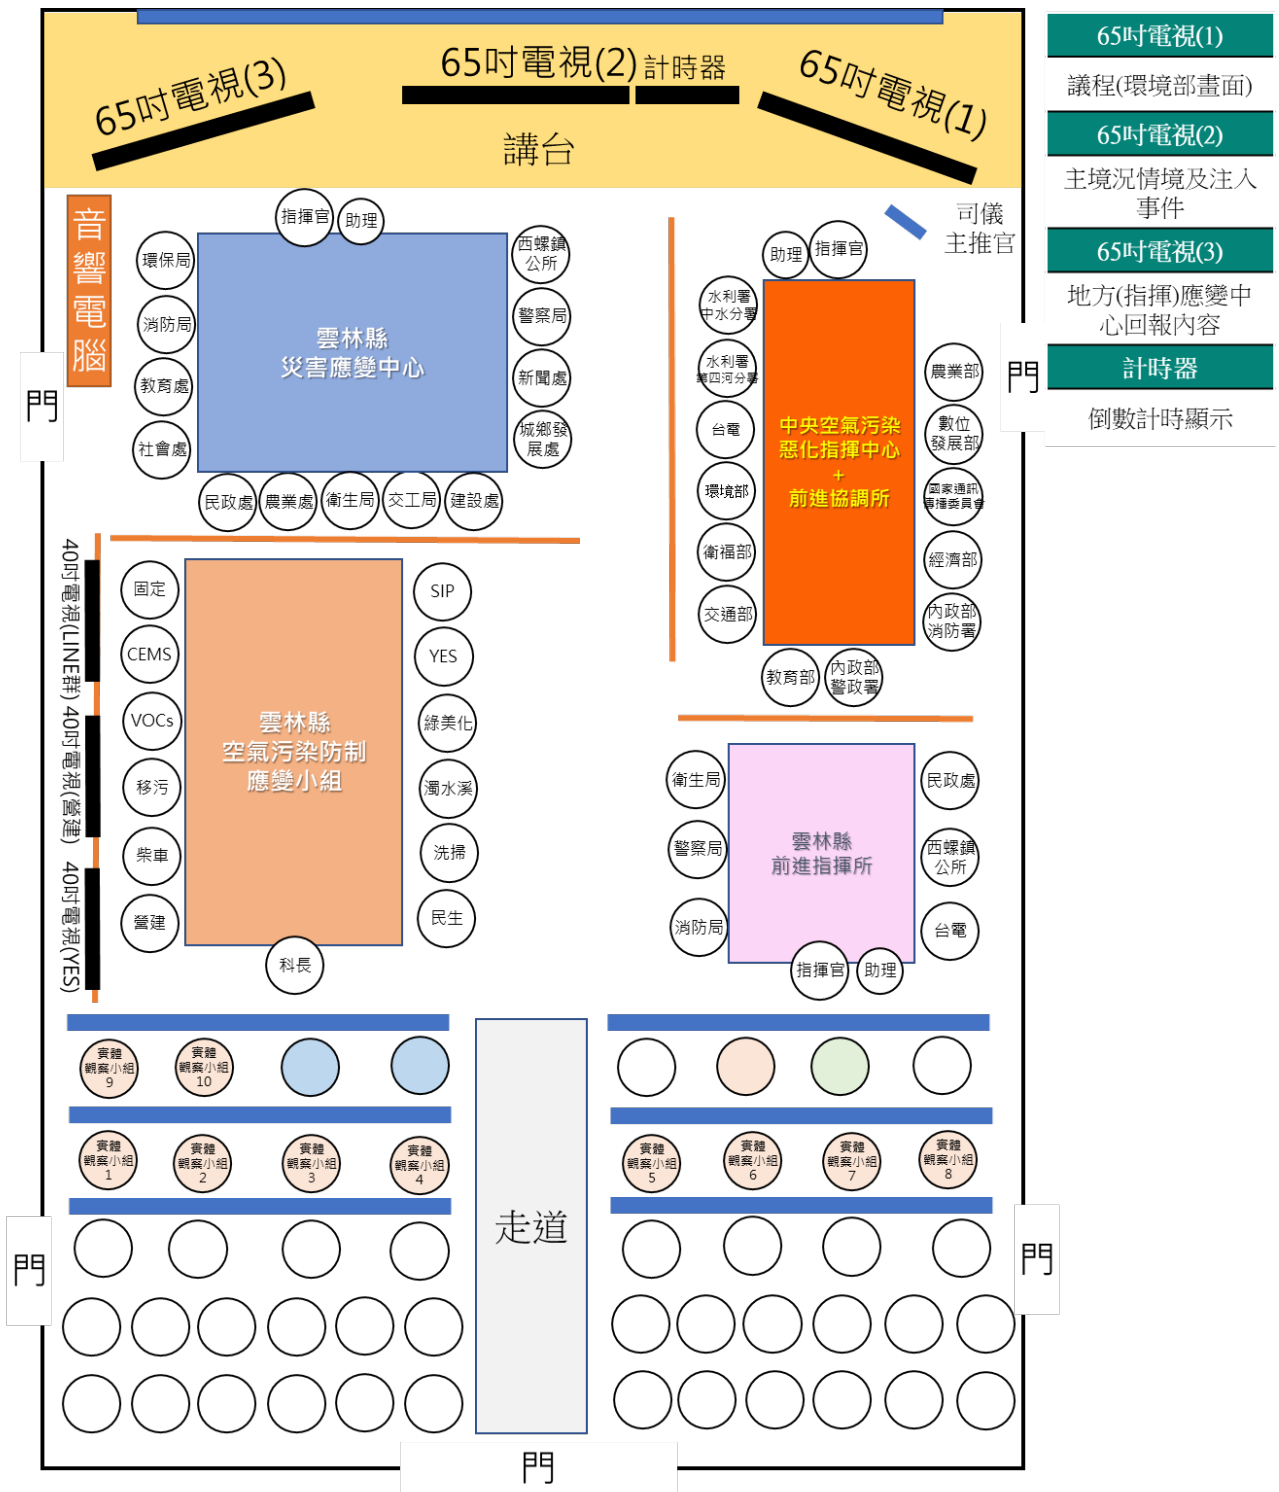 65吋電視(3)
65吋電視(2)
計時器
65吋電視(1)
講台
音響電腦
司儀
主推官
門
門
指揮官
助理
環保局
消防局
教育處
社會處
雲林縣
災害應變中心
西螺鎮
公所
警察局
新聞處
城鄉發
展處
民政處
農業處
衛生局
交工局
建設處
助理
指揮官
水利署
中水分署
水利署
第四河分署
台電
環境部
衛福部
交通部
中央空氣污染
惡化指揮中心
+
前進協調所
農業部
數位
發展部
國家通訊
傳播委員會
經濟部
內政部
消防署
教育部
內政部
警政署
40吋電視(LINE群)
40吋電視(營建)
40吋電視(YES)
固定
CEMS
VOCs
移污
柴車
營建
雲林縣
空氣污染防制
應變小組
SIP
YES
綠美化
濁水溪
洗掃
民生
科長
衛生局
警察局
消防局
雲林縣
前進指揮所
民政處
西螺鎮
公所
台電
指揮官
助理
實體
觀察小組
9
實體
觀察小組
10
實體
觀察小組
1
實體
觀察小組
2
實體
觀察小組
3
實體
觀察小組
4
實體
觀察小組
5
實體
觀察小組
6
實體
觀察小組
7
實體
觀察小組
8
走道
門
門
門
65吋電視(1)
議程(環境部畫面)
65吋電視(2)
主境況情境及注入
事件
65吋電視(3)
地方(指揮)應變中
心回報內容
計時器
倒數計時顯示